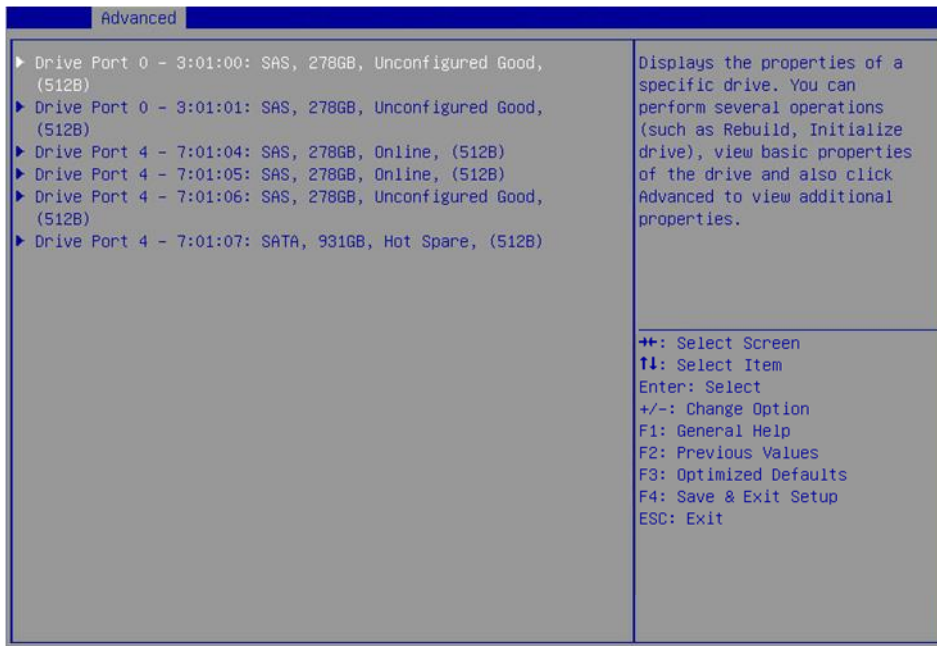 Advanced
▶ Drive Port 0 - 3:01:00: SAS, 278GB, Unconfigured Good,
(512B)
▶ Drive Port 0 - 3:01:01: SAS, 278GB, Unconfigured Good,
(512B)
▶ Drive Port 4 - 7:01:04: SAS, 278GB, Online, (512B)
▶ Drive Port 4 - 7:01:05: SAS, 278GB, Online, (512B)
▶ Drive Port 4 - 7:01:06: SAS, 278GB, Unconfigured Good,
(512B)
▶ Drive Port 4 - 7:01:07: SATA, 931GB, Hot Spare, (512B)
Displays the properties of a
specific drive. You can
perform several operations
(such as Rebuild, Initialize
drive), view basic properties
of the drive and also click
Advanced to view additional
properties.
→←: Select Screen
↑↓: Select Item
Enter: Select
+/-: Change Option
F1: General Help
F2: Previous Values
F3: Optimized Defaults
F4: Save & Exit Setup
ESC: Exit